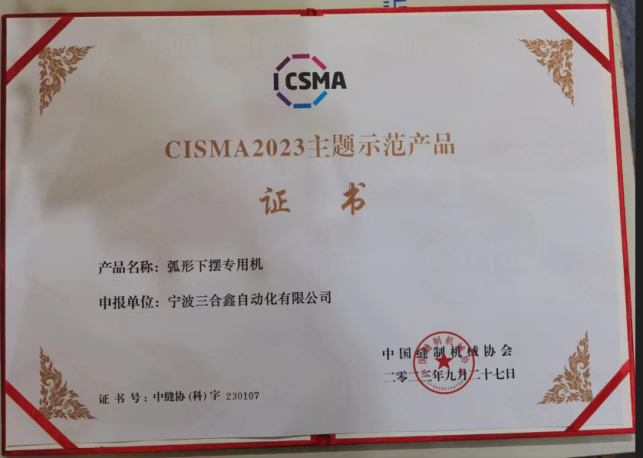 ICSMA
CISMA2023主题示范产品
证 书
产品名称：弧形下摆专用机
申报单位：宁波三合鑫自动化有限公司
中国缝制机械协会
二零二三年九月二十七日
证 书 号：中缝协(科)字 230107